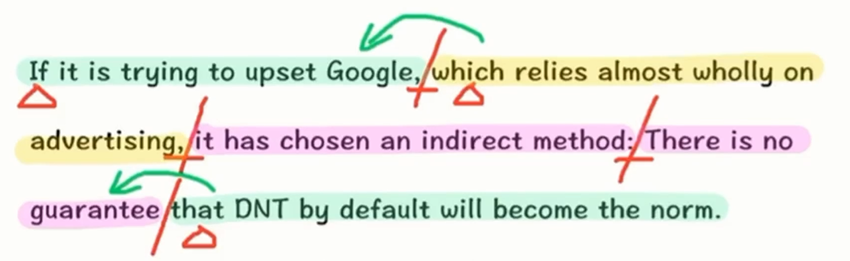 If it is trying to upset Google, which relies almost wholly on
advertising, it has chosen an indirect method: There is no
guarantee that DNT by default will become the norm.